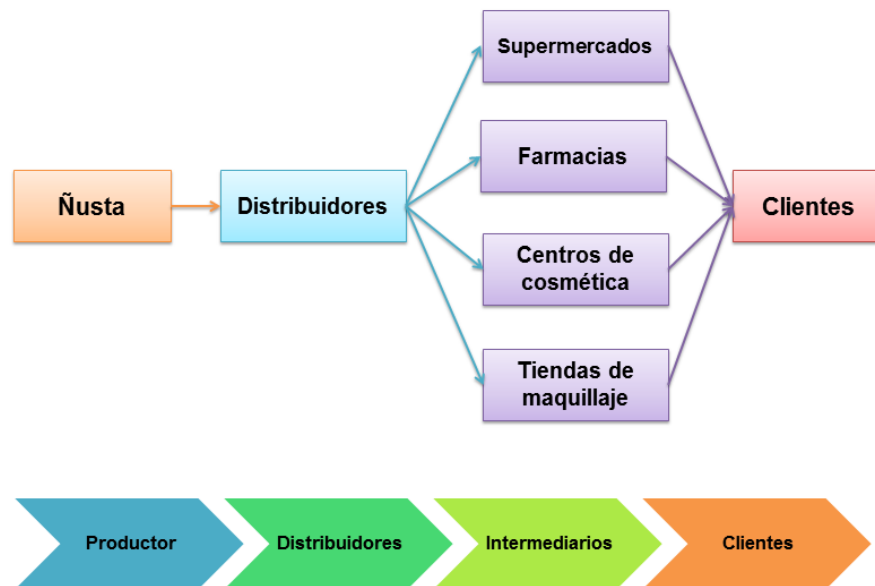 Supermercados
Farmacias
Ñusta
Distribuidores
Clientes
Centros de
cosmética
Tiendas de
maquillaje
Productor
Distribuidores
Intermediarios
Clientes